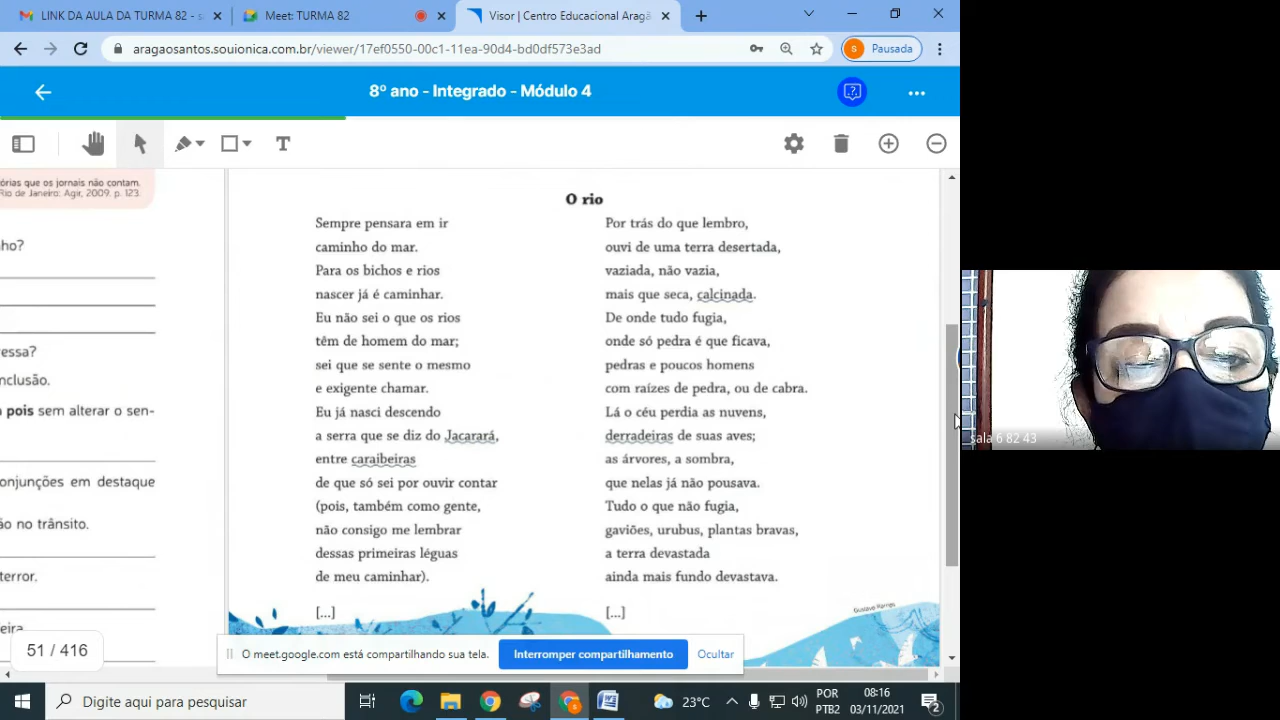 LINK DA AULA DA TURMA 82 - s
Meet: TURMA 82
Visor | Centro Educacional Aragã
aragaosantos.souionica.com.br/viewer/17ef0550-00c1-11ea-90d4-bd0df573e3ad
S Pausada
8º ano - Integrado - Módulo 4
T
órias que os jornais não contam.
Rio de Janeiro: Agir, 2009. p. 123.
ho?
ressa?
nclusão.
pois sem alterar o sen-
onjunções em destaque
ão no trânsito.
terror.
eira
O rio
Sempre pensara em ir
caminho do mar.
Para os bichos e rios
nascer já é caminhar.
Eu não sei o que os rios
têm de homem do mar;
sei que se sente o mesmo
e exigente chamar.
Eu já nasci descendo
a serra que se diz do Jacarará,
entre caraibeiras
de que só sei por ouvir contar
(pois, também como gente,
não consigo me lembrar
dessas primeiras léguas
de meu caminhar).
[...]
Por trás do que lembro,
ouvi de uma terra desertada,
vaziada, não vazia,
mais que seca, calcinada.
De onde tudo fugia,
onde só pedra é que ficava,
pedras e poucos homens
com raízes de pedra, ou de cabra.
Lá o céu perdia as nuvens,
derradeiras de suas aves;
as árvores, a sombra,
que nelas já não pousava.
Tudo o que não fugia,
gaviões, urubus, plantas bravas,
a terra devastada
ainda mais fundo devastava.
[...]
51 / 416
O meet.google.com está compartilhando sua tela.
Interromper compartilhamento
Ocultar
sala 6 82 43
Digite aqui para pesquisar
23°C
POR
PTB2
08:16
03/11/2021
2